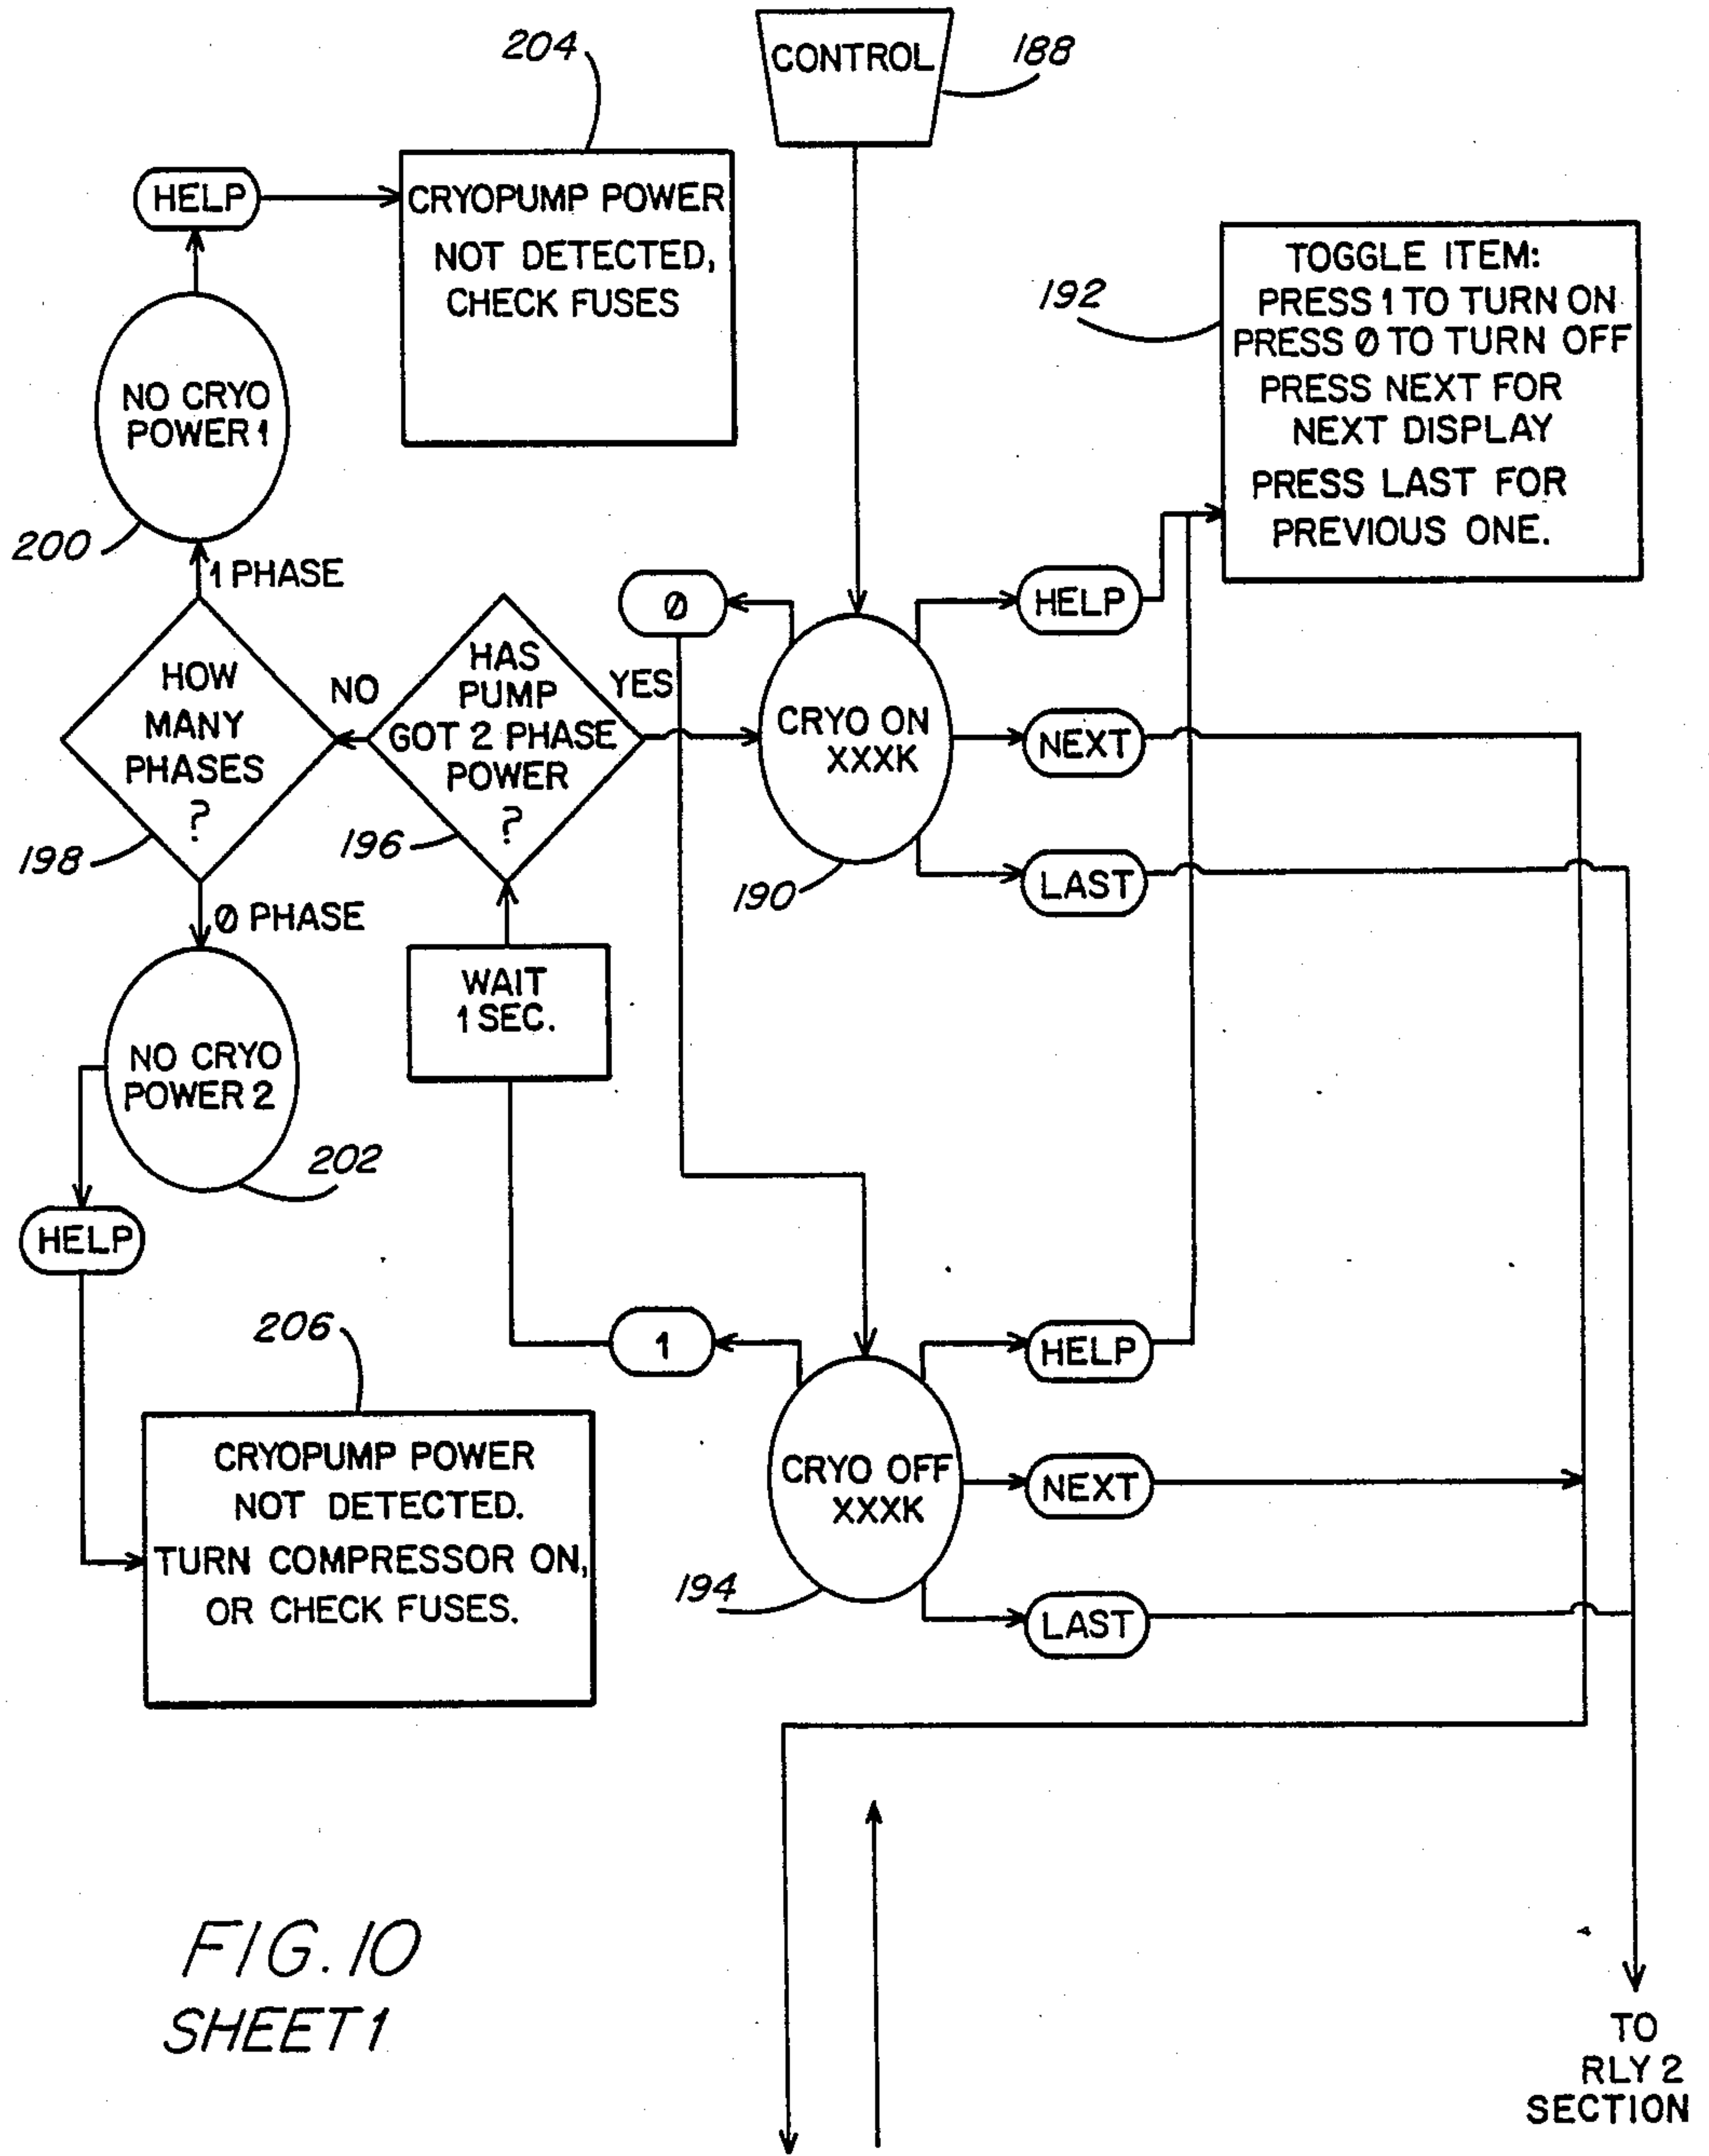 204
CONTROL
188
HELP
CRYOPUMP POWER
NOT DETECTED,
CHECK FUSES
192
TOGGLE ITEM:
PRESS 1 TO TURN ON
PRESS 0 TO TURN OFF
PRESS NEXT FOR
NEXT DISPLAY
PRESS LAST FOR
PREVIOUS ONE.
NO CRYO
POWER 1
200
1 PHASE
0
HELP
HOW
MANY
PHASES
?
198
NO
HAS
PUMP
GOT 2 PHASE
POWER
?
196
YES
CRYO ON
XXXK
190
NEXT
LAST
0 PHASE
WAIT
1 SEC.
NO CRYO
POWER 2
202
HELP
206
CRYOPUMP POWER
NOT DETECTED.
TURN COMPRESSOR ON,
OR CHECK FUSES.
1
HELP
CRYO OFF
XXXK
194
NEXT
LAST
FIG. 10
SHEET 1
TO
RLY 2
SECTION